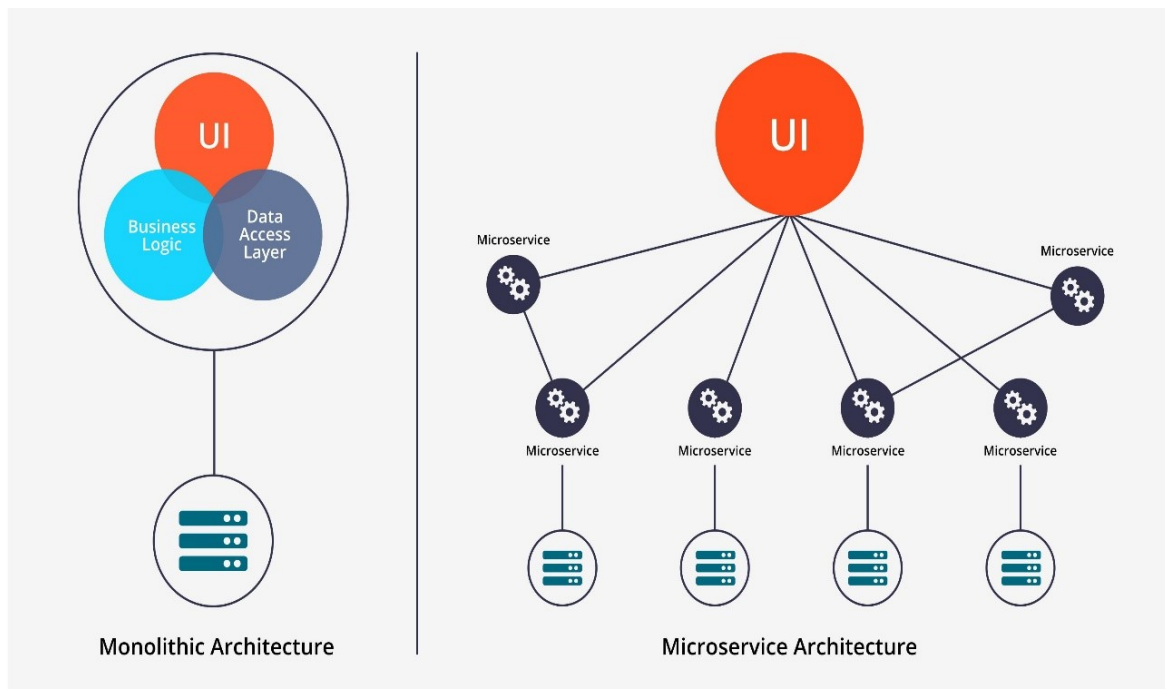 UI
Business
Logic
Data
Access
Layer
Monolithic Architecture
UI
Microservice
Microservice
Microservice
Microservice
Microservice
Microservice
Microservice Architecture